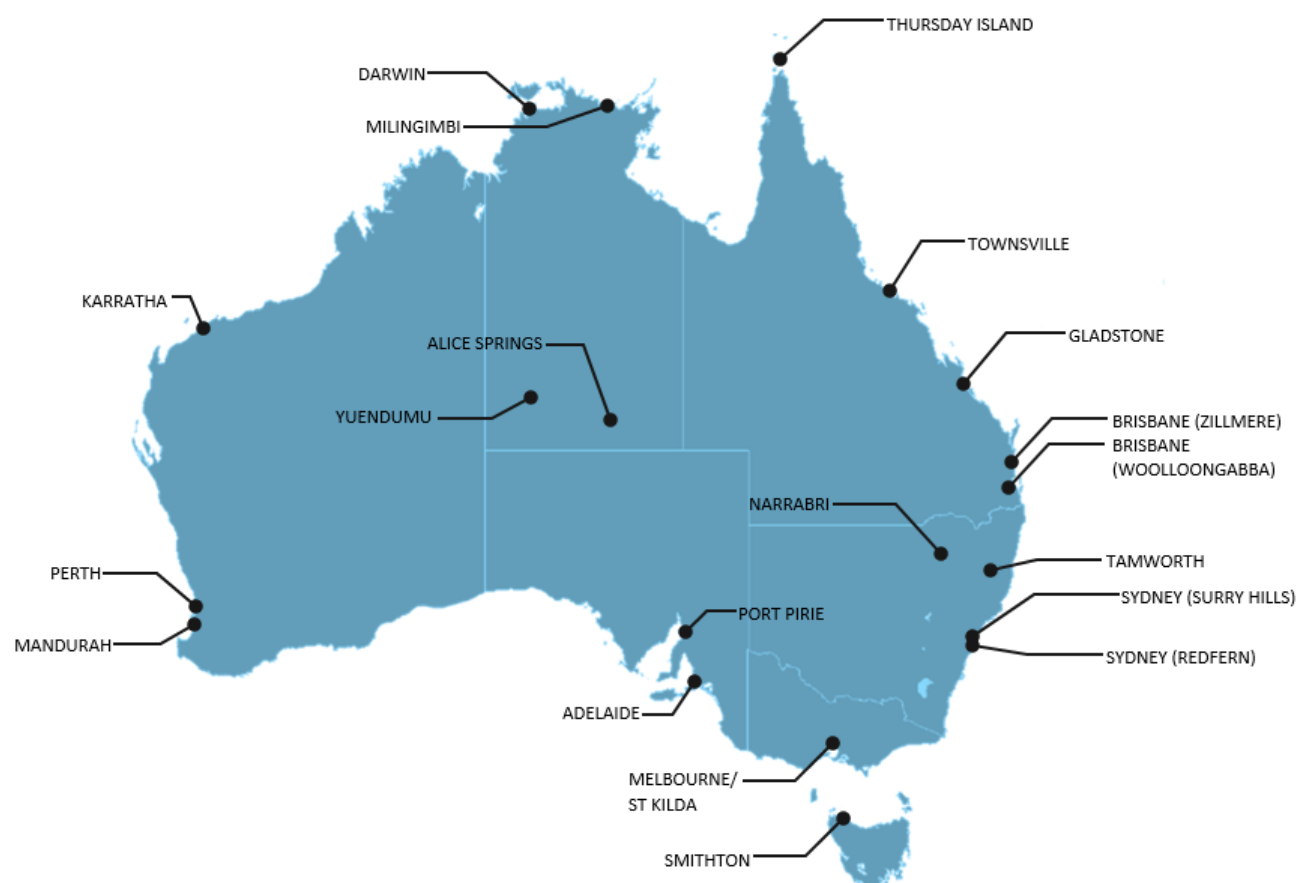 THURSDAY ISLAND
DARWIN
MILINGIMBI
TOWNSVILLE
KARRATHA
GLADSTONE
ALICE SPRINGS
YUENDUMU
BRISBANE (ZILLMERE)
BRISBANE
(WOOLLOONGABBA)
NARRABRI
TAMWORTH
PERTH
SYDNEY (SURRY HILLS)
PORT PIRIE
MANDURAH
SYDNEY (REDFERN)
ADELAIDE
MELBOURNE/
ST KILDA
SMITHTON